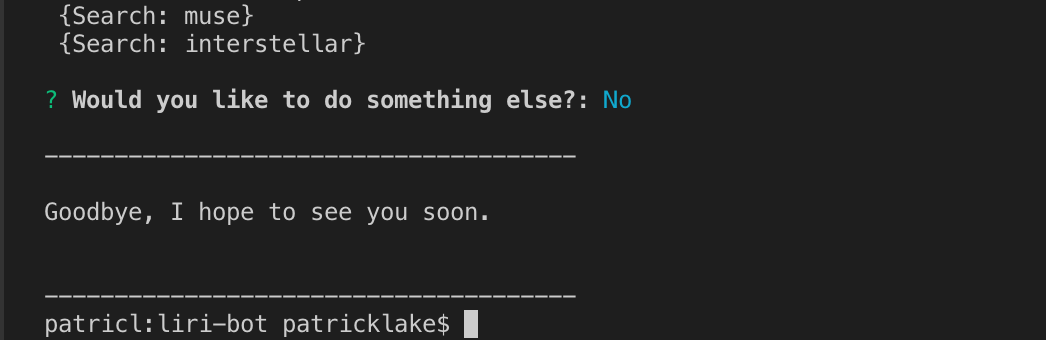 {Search: muse}
{Search: interstellar}
? Would you like to do something else?: No
--------------------------------------
Goodbye, I hope to see you soon.
--------------------------------------
patricl:liri-bot patricklake$